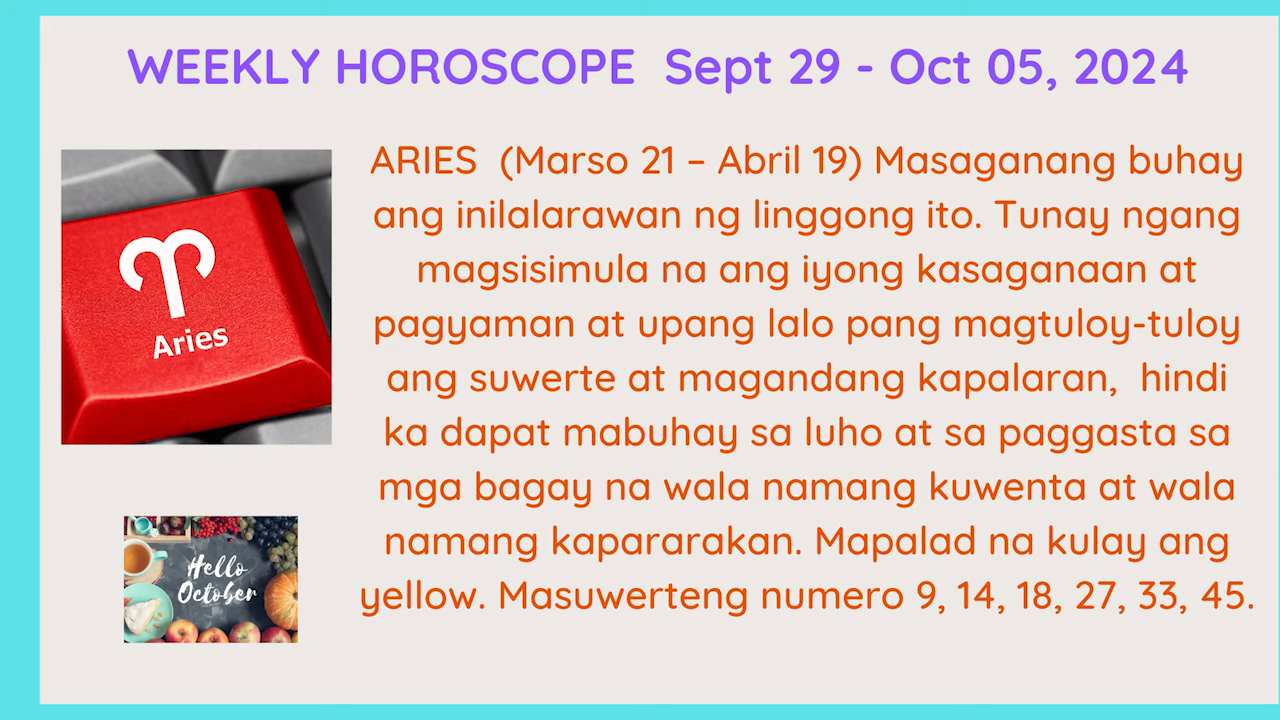 WEEKLY HOROSCOPE Sept 29 - Oct 05, 2024
ARIES (Marso 21 – Abril 19) Masaganang buhay
ang inilalarawan ng linggong ito. Tunay ngang
magsisimula na ang iyong kasaganaan at
pagyaman at upang lalo pang magtuloy-tuloy
ang suwerte at magandang kapalaran, hindi
ka dapat mabuhay sa luho at sa paggasta sa
mga bagay na wala namang kuwenta at wala
namang kapararakan. Mapalad na kulay ang
yellow. Masuwerteng numero 9, 14, 18, 27, 33, 45.
Aries
Hello
October